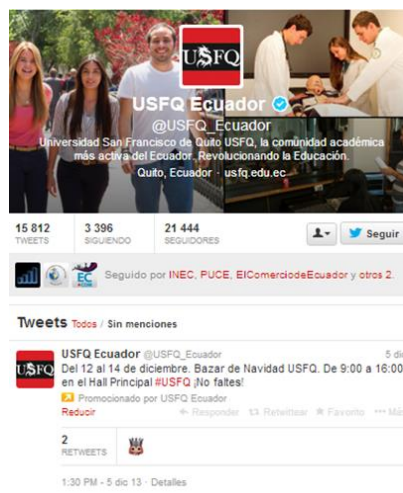 USFQ
USFQ Ecuador
@USFQ_Ecuador
Universidad San Francisco de Quito USFQ, la comunidad académica
más activa del Ecuador. Revolucionando la Educación.
Quito, Ecuador · usfq.edu.ec
15 812
TWEETS
3 396
SIGUIENDO
21 444
SEGUIDORES
Seguir
EC
Seguido por INEC, PUCE, ElComerciodeEcuador y otros 2.
Tweets Todos / Sin menciones
USFQ
USFQ Ecuador @USFQ_Ecuador 5 dic
Del 12 al 14 de diciembre. Bazar de Navidad USFQ. De 9:00 a 16:00
en el Hall Principal #USFQ ¡No faltes!
Promocionado por USFQ Ecuador
Reducir Responder Retwittear Favorito Más
2
RETWEETS
1:30 PM - 5 dic 13 · Detalles